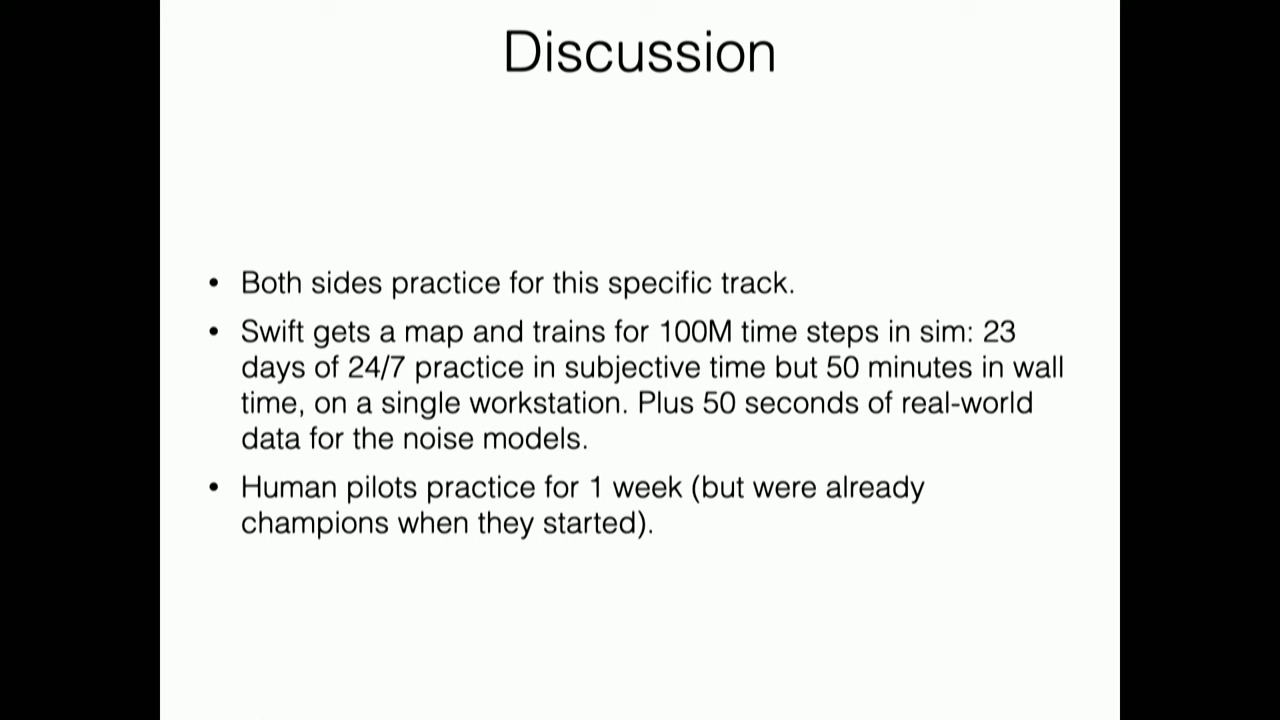 Discussion
• Both sides practice for this specific track.
• Swift gets a map and trains for 100M time steps in sim: 23
days of 24/7 practice in subjective time but 50 minutes in wall
time, on a single workstation. Plus 50 seconds of real-world
data for the noise models.
• Human pilots practice for 1 week (but were already
champions when they started).